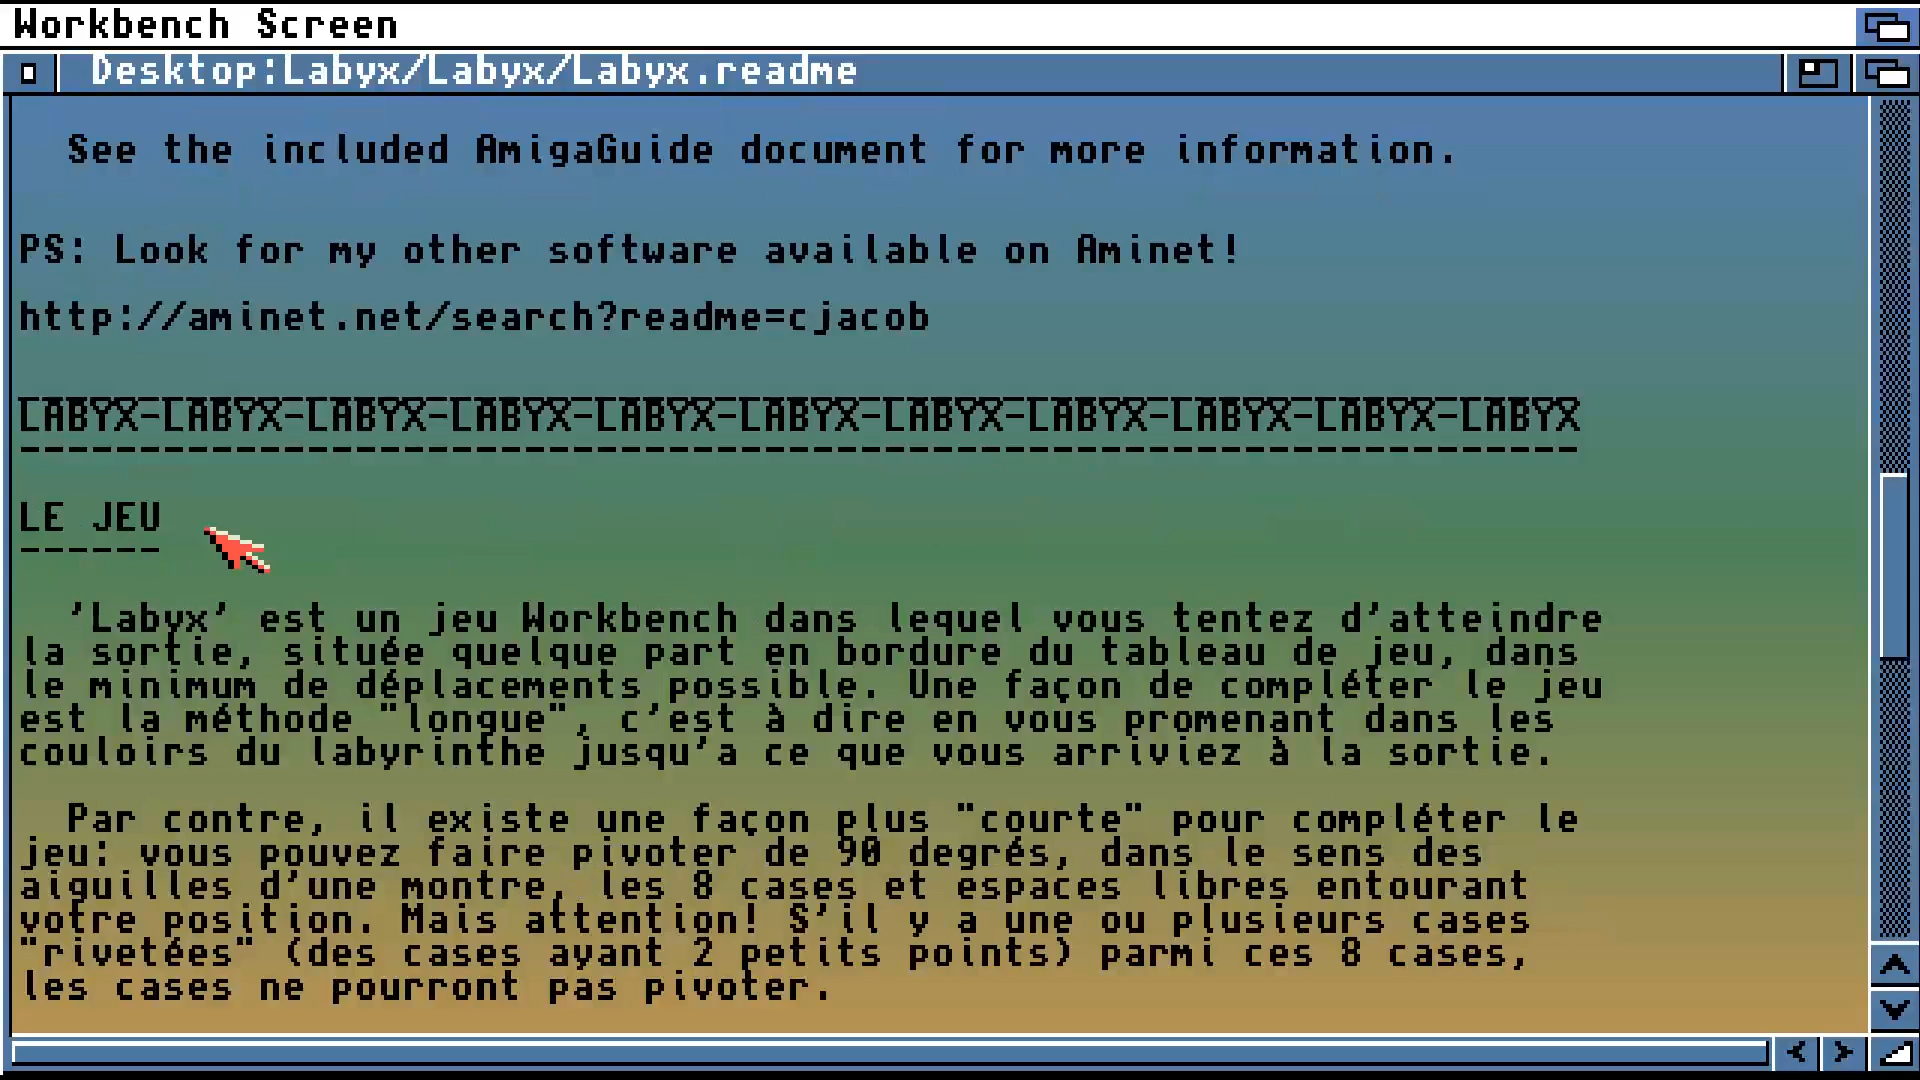 Workbench Screen
Desktop:Labyx/Labyx/Labyx.readme
See the included AmigaGuide document for more information.
PS: Look for my other software available on Aminet!
http://aminet.net/search?readme=cjacob
LABYX-LABYX-LABYX-LABYX-LABYX-LABYX-LABYX-LABYX-LABYX-LABYX-LABYX
-----------------------------------------------------------------
LE JEU
------
'Labyx' est un jeu Workbench dans lequel vous tentez d'atteindre
la sortie, située quelque part en bordure du tableau de jeu, dans
le minimum de déplacements possible. Une façon de compléter le jeu
est la méthode "longue", c'est à dire en vous promenant dans les
couloirs du labyrinthe jusqu'a ce que vous arriviez à la sortie.
Par contre, il existe une façon plus "courte" pour compléter le
jeu: vous pouvez faire pivoter de 90 degrés, dans le sens des
aiguilles d'une montre, les 8 cases et espaces libres entourant
votre position. Mais attention! S'il y a une ou plusieurs cases
"rivetées" (des cases ayant 2 petits points) parmi ces 8 cases,
les cases ne pourront pas pivoter.